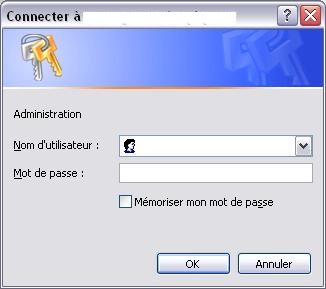 Connecter à
Administration
Nom d'utilisateur :
Mot de passe :
Mémoriser mon mot de passe
OK
Annuler